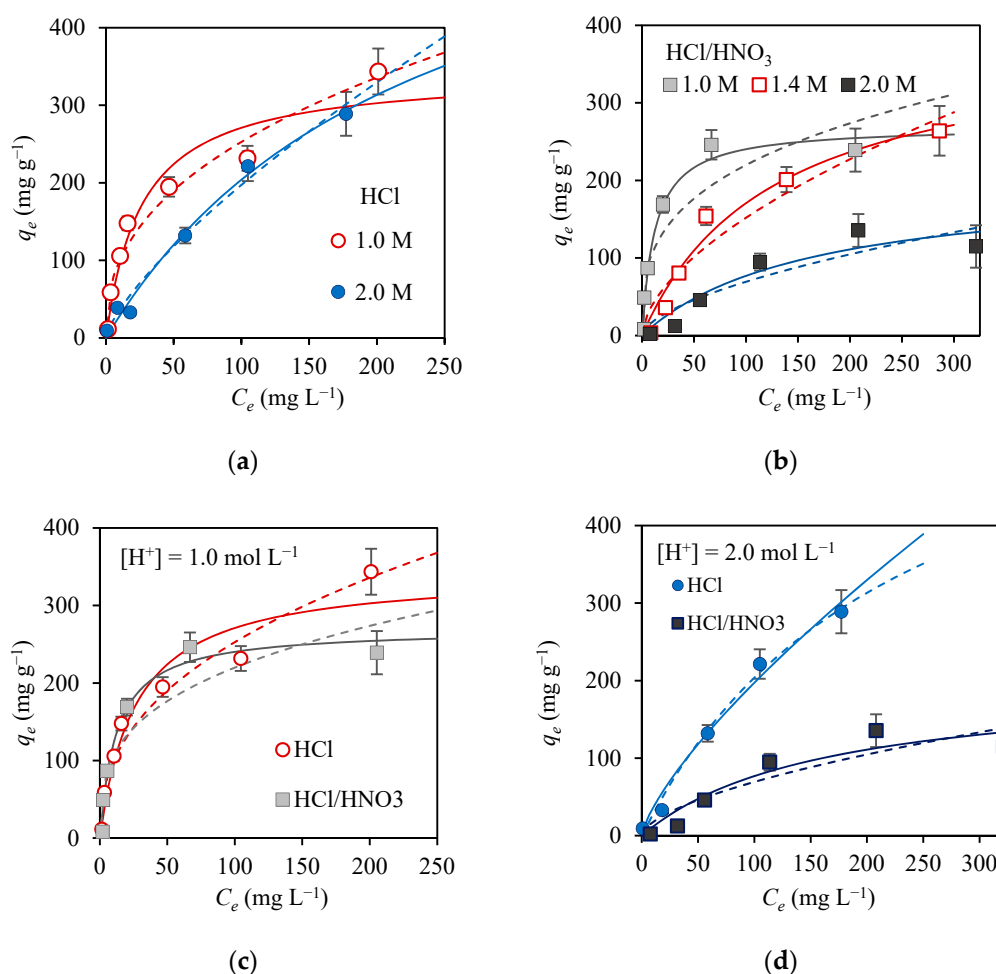 400
300
200
100
0
q_e (mg g⁻¹)
HCl
1.0 M
2.0 M
0 50 100 150 200 250
C_e (mg L⁻¹)
(a)
400
300
200
100
0
q_e (mg g⁻¹)
HCl/HNO₃
1.0 M 1.4 M 2.0 M
0 50 100 150 200 250 300
C_e (mg L⁻¹)
(b)
400
300
200
100
0
q_e (mg g⁻¹)
[H⁺] = 1.0 mol L⁻¹
HCl
HCl/HNO3
0 50 100 150 200 250
C_e (mg L⁻¹)
(c)
400
300
200
100
0
q_e (mg g⁻¹)
[H⁺] = 2.0 mol L⁻¹
HCl
HCl/HNO3
0 50 100 150 200 250 300
C_e (mg L⁻¹)
(d)